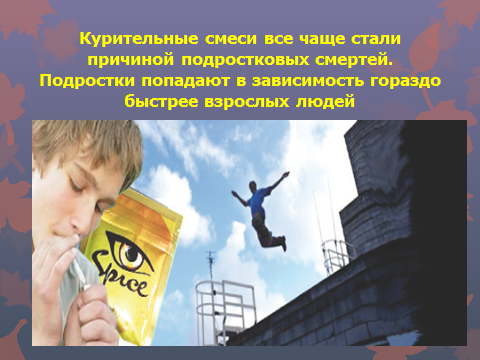 Курительные смеси все чаще стали
причиной подростковых смертей.
Подростки попадают в зависимость гораздо
быстрее взрослых людей
Spice